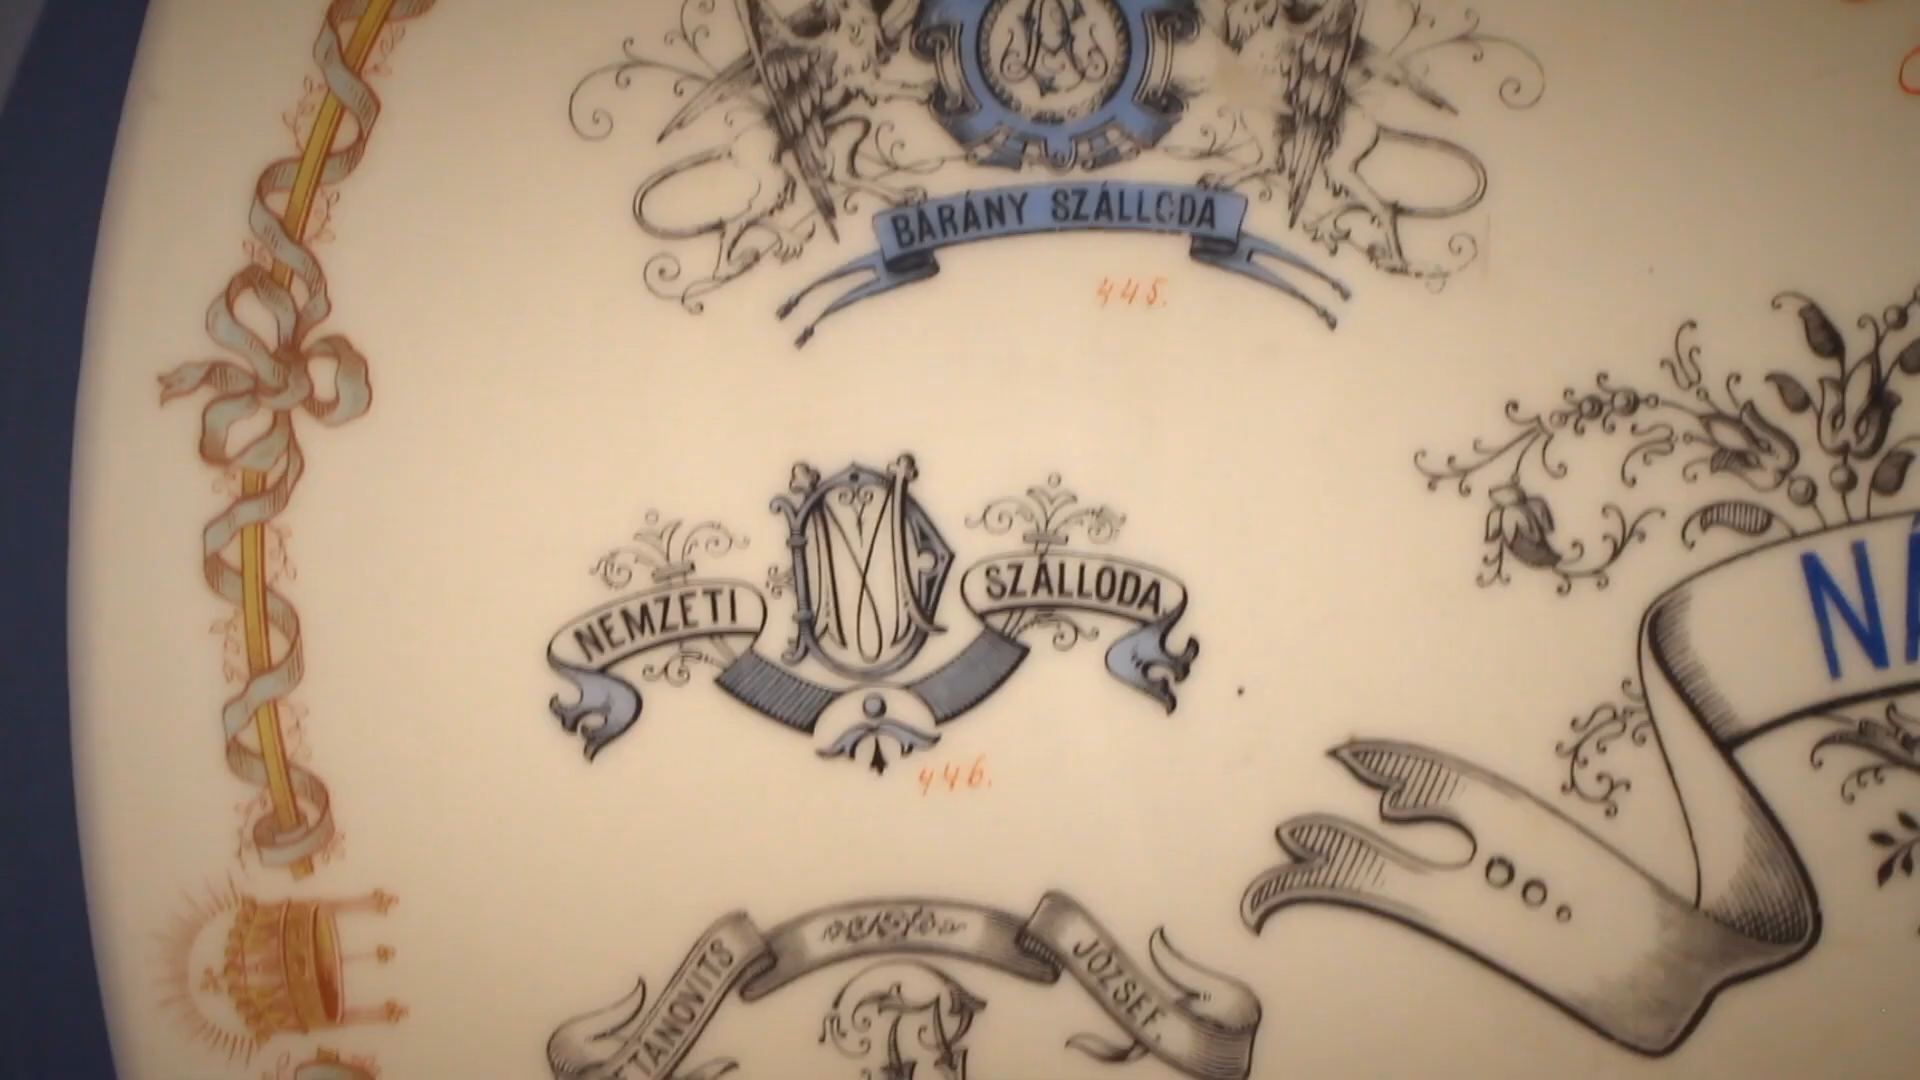 BÁRÁNY SZÁLLODA
445.
NEMZETI SZÁLLODA
446.
JÓZSEF.